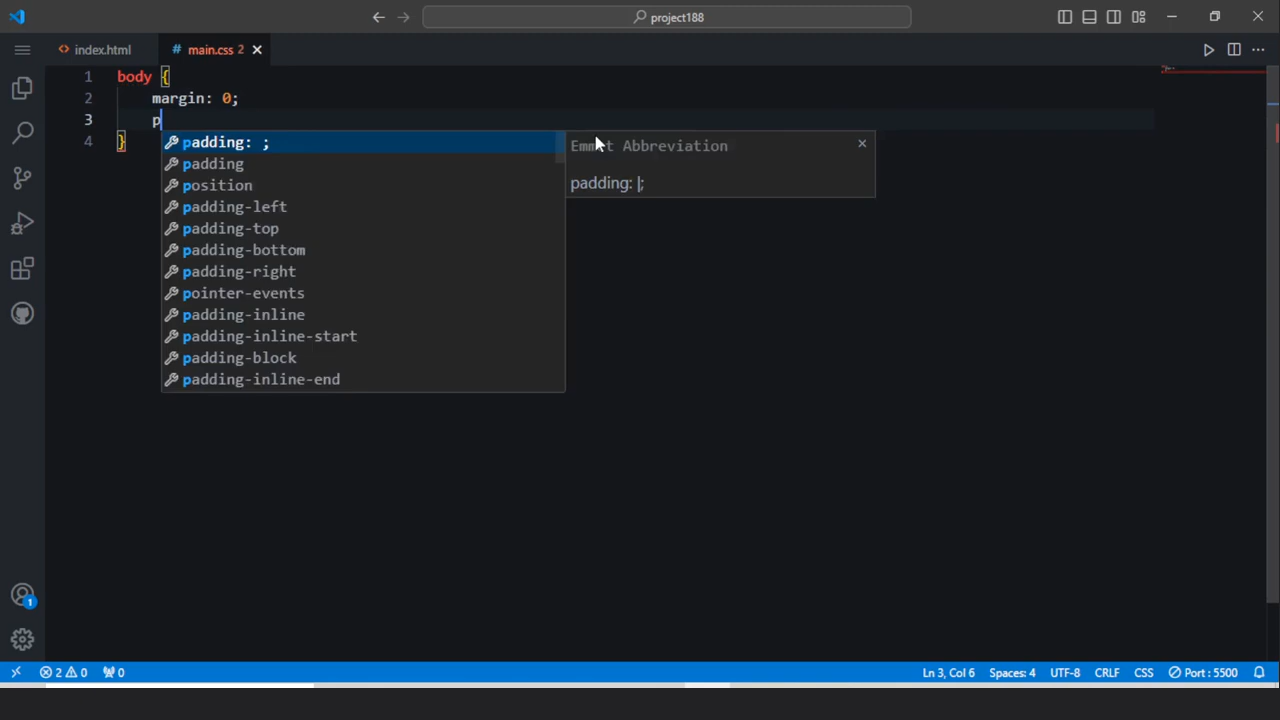 project188
index.html
# main.css 2
1 body {
2 margin: 0;
3 p
4 }
padding: ;
padding
position
padding-left
padding-top
padding-bottom
padding-right
pointer-events
padding-inline
padding-inline-start
padding-block
padding-inline-end
Emmet Abbreviation
padding: |;
1
2 0 0
Ln 3, Col 6 Spaces: 4 UTF-8 CRLF CSS Port : 5500